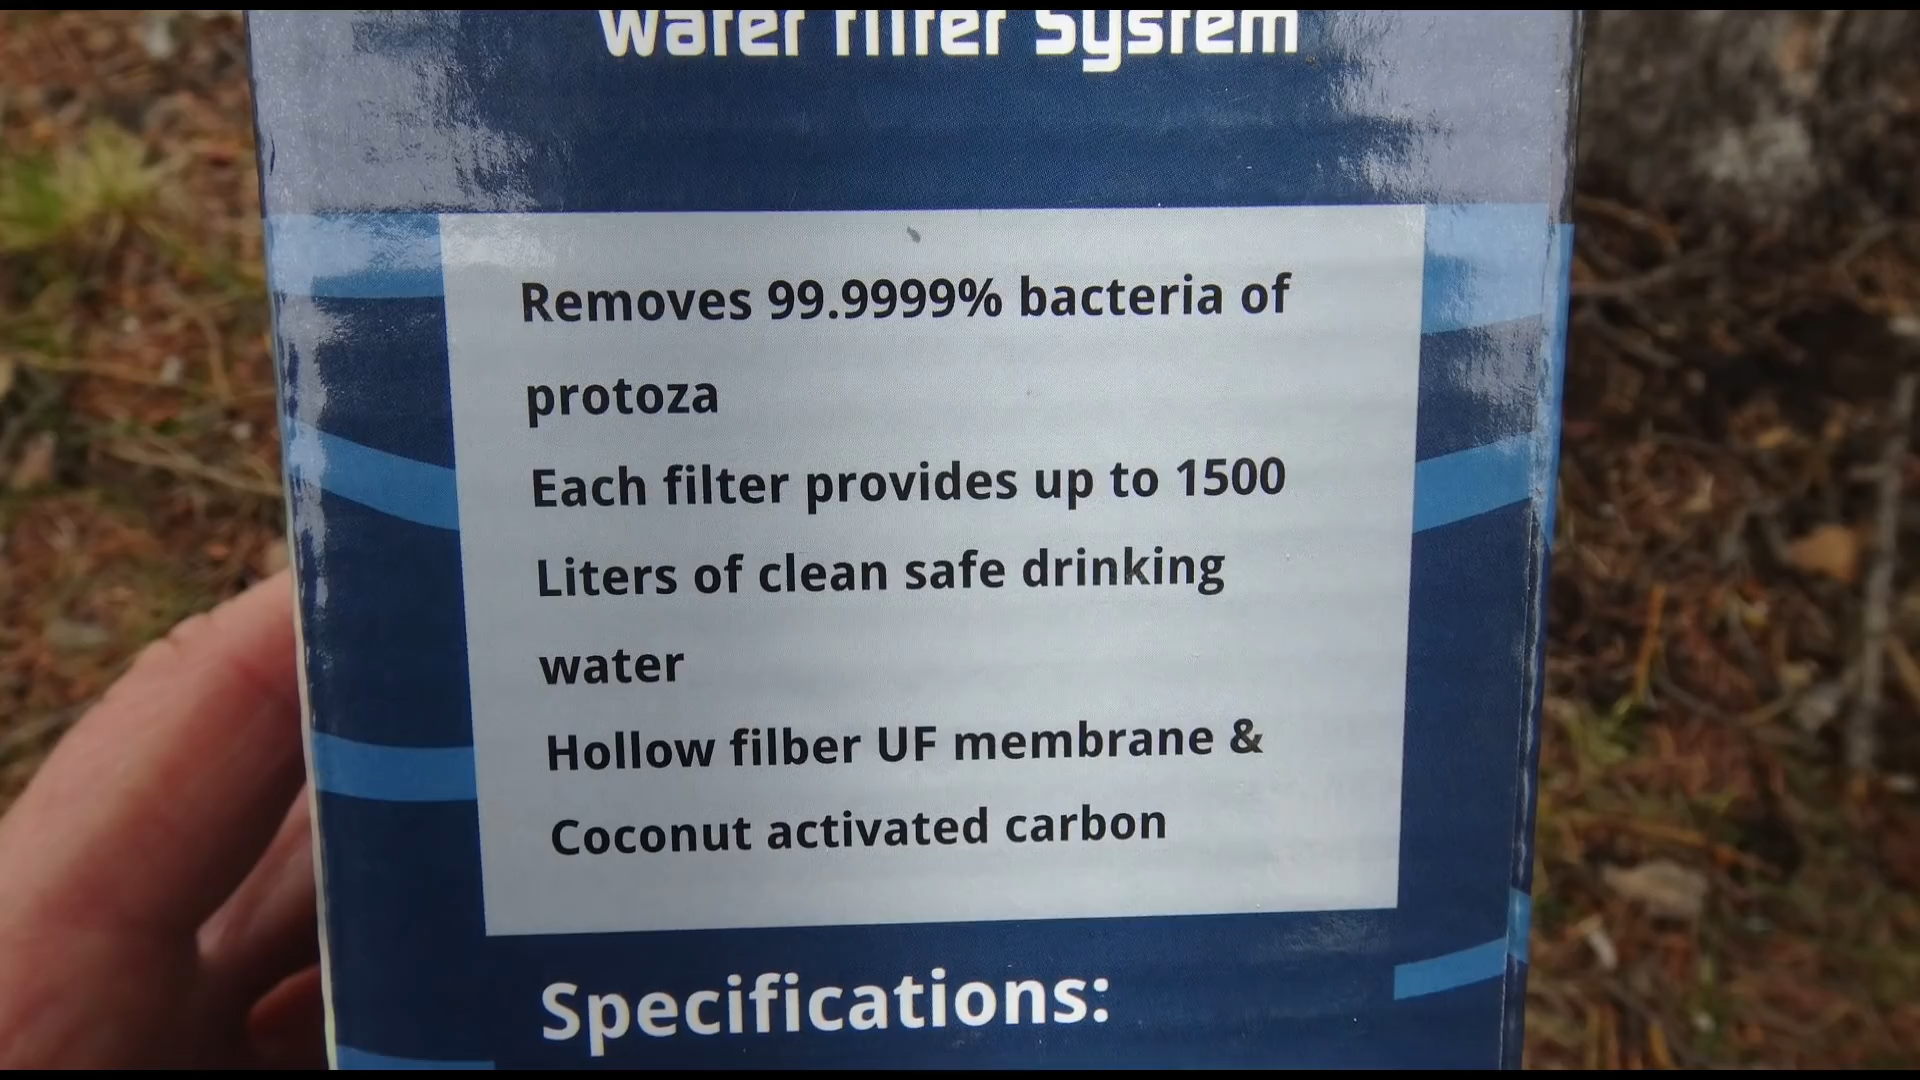 Water Filter System
Removes 99.9999% bacteria of
protoza
Each filter provides up to 1500
Liters of clean safe drinking
water
Hollow filber UF membrane &
Coconut activated carbon
Specifications: